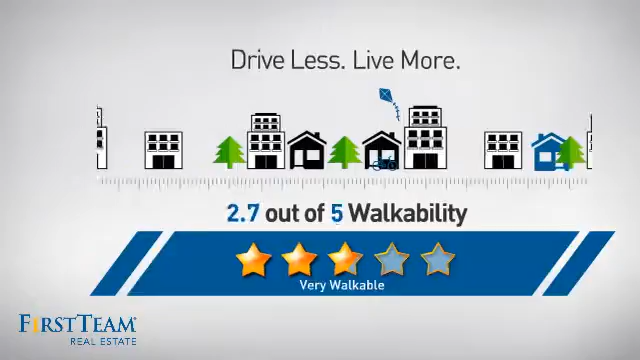 Drive Less. Live More.
2.7 out of 5 Walkability
Very Walkable
FIRSTTEAM®
REAL ESTATE